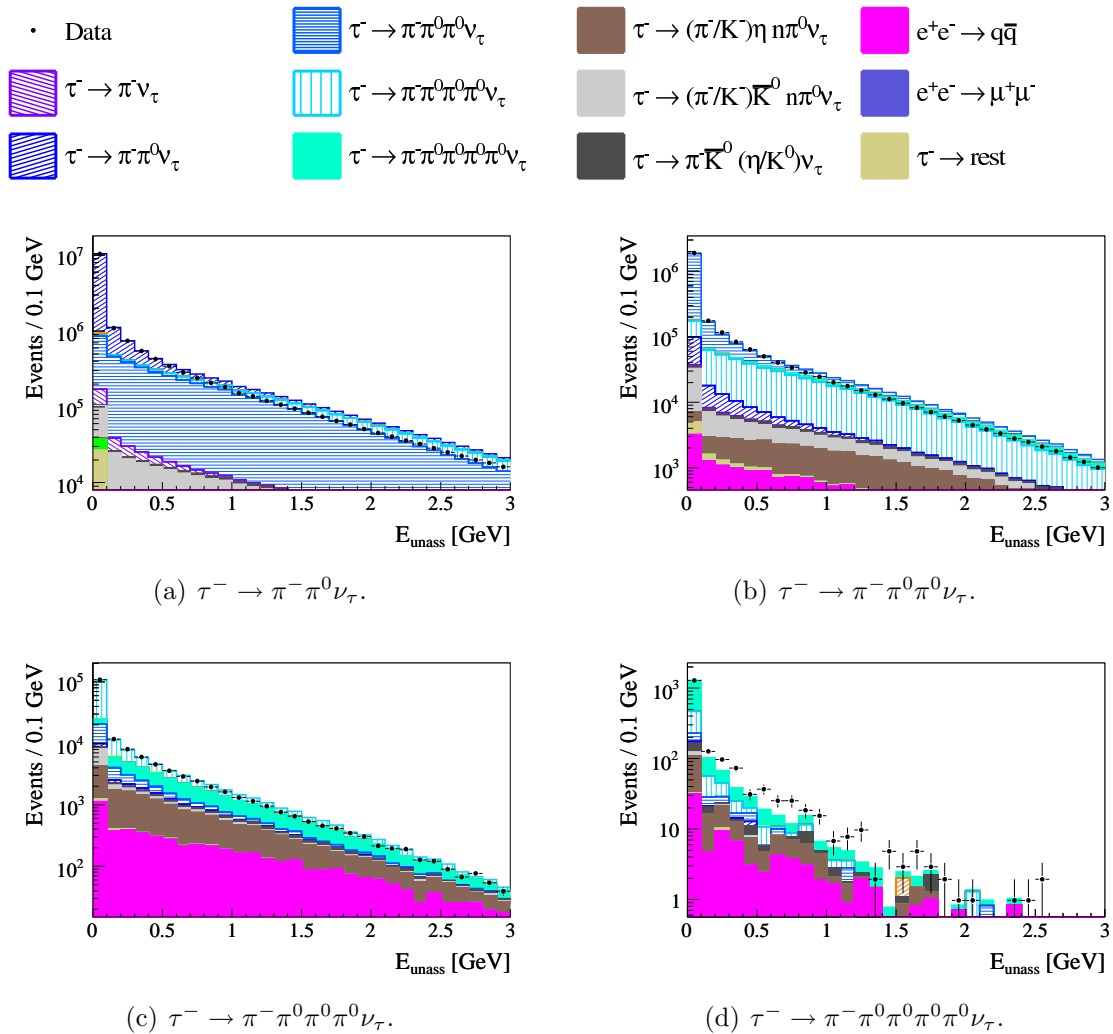 Data
τ⁻ → π⁻ν_τ
τ⁻ → π⁻π⁰ν_τ
τ⁻ → π⁻π⁰π⁰ν_τ
τ⁻ → π⁻π⁰π⁰π⁰ν_τ
τ⁻ → π⁻π⁰π⁰π⁰π⁰ν_τ
τ⁻ → (π⁻/K⁻)η nπ⁰ν_τ
τ⁻ → (π⁻/K⁻)K̅⁰ nπ⁰ν_τ
τ⁻ → π⁻K̅⁰ (η/K⁰)ν_τ
e⁺e⁻ → qq̅
e⁺e⁻ → μ⁺μ⁻
τ⁻ → rest
Events / 0.1 GeV
10⁷
10⁶
10⁵
10⁴
0 0.5 1 1.5 2 2.5 3
E_unass [GeV]
(a) τ⁻ → π⁻π⁰ν_τ.
Events / 0.1 GeV
10⁶
10⁵
10⁴
10³
0 0.5 1 1.5 2 2.5 3
E_unass [GeV]
(b) τ⁻ → π⁻π⁰π⁰ν_τ.
Events / 0.1 GeV
10⁵
10⁴
10³
10²
0 0.5 1 1.5 2 2.5 3
E_unass [GeV]
(c) τ⁻ → π⁻π⁰π⁰π⁰ν_τ.
Events / 0.1 GeV
10³
10²
10
1
0 0.5 1 1.5 2 2.5 3
E_unass [GeV]
(d) τ⁻ → π⁻π⁰π⁰π⁰π⁰ν_τ.